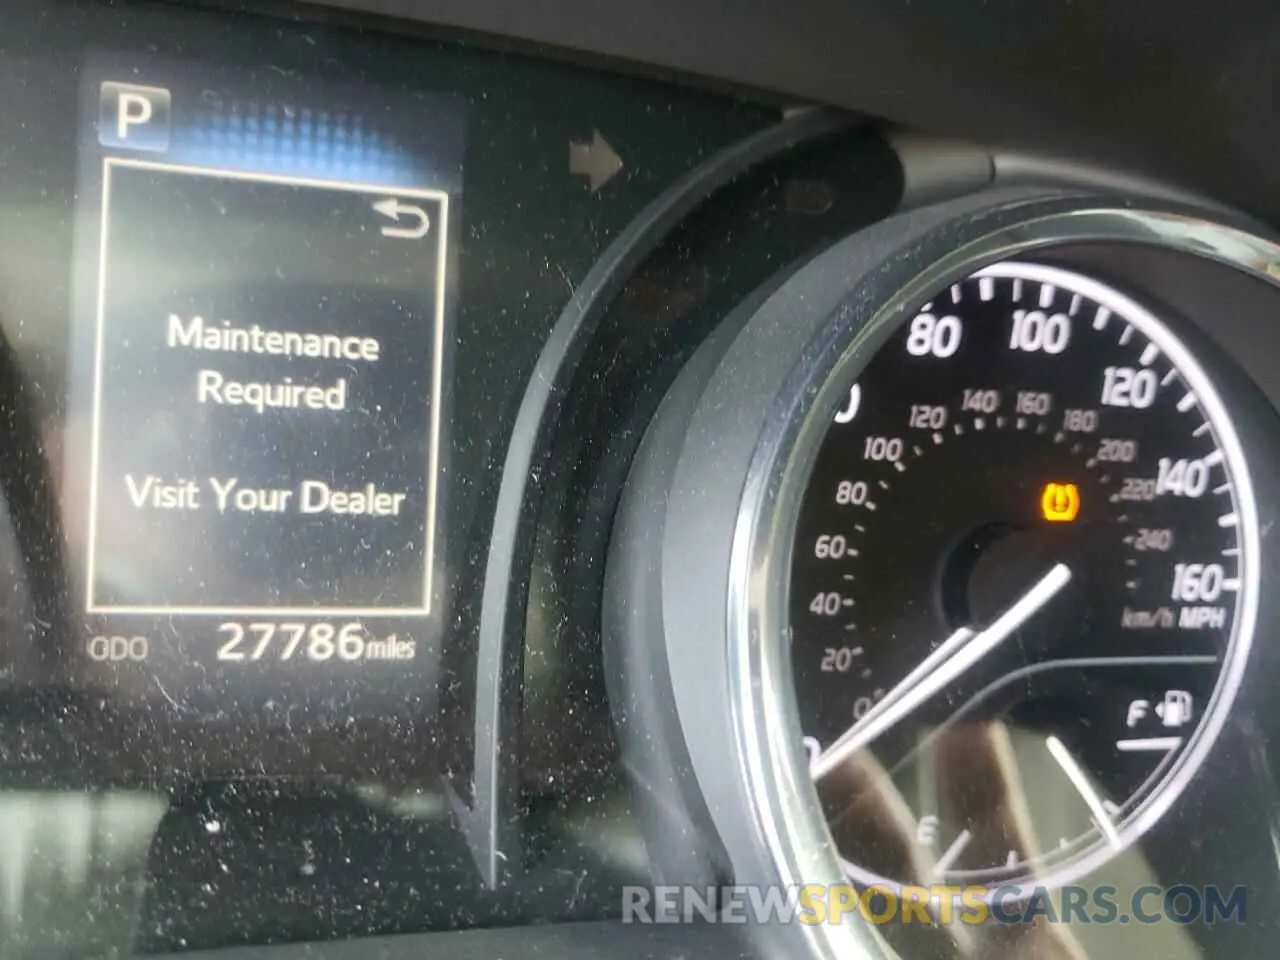 P
Maintenance
Required
Visit Your Dealer
ODO 27786 miles
80 100 120 140 160
0 20 40 60 80 100 120 140 160 180 200 220 240
km/h MPH
F
E
0
RENEWSPORTSCARS.COM